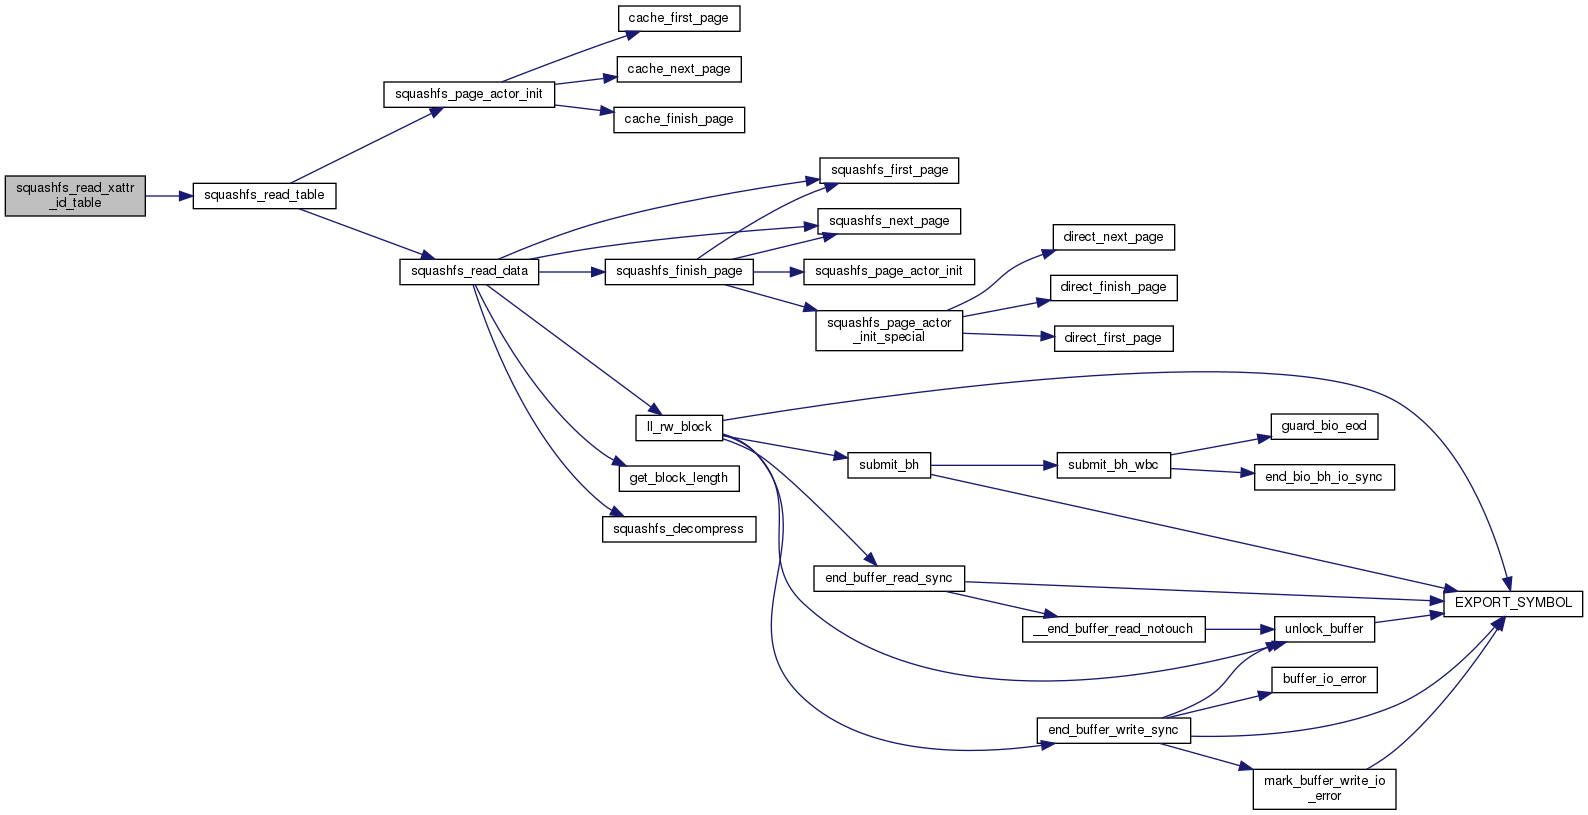 cache_first_page
cache_next_page
squashfs_page_actor_init
cache_finish_page
squashfs_read_xattr
_id_table
squashfs_read_table
squashfs_first_page
squashfs_next_page
squashfs_read_data
squashfs_finish_page
squashfs_page_actor_init
squashfs_page_actor
_init_special
direct_next_page
direct_finish_page
direct_first_page
ll_rw_block
get_block_length
squashfs_decompress
submit_bh
submit_bh_wbc
guard_bio_eod
end_bio_bh_io_sync
end_buffer_read_sync
__end_buffer_read_notouch
unlock_buffer
EXPORT_SYMBOL
buffer_io_error
end_buffer_write_sync
mark_buffer_write_io
_error